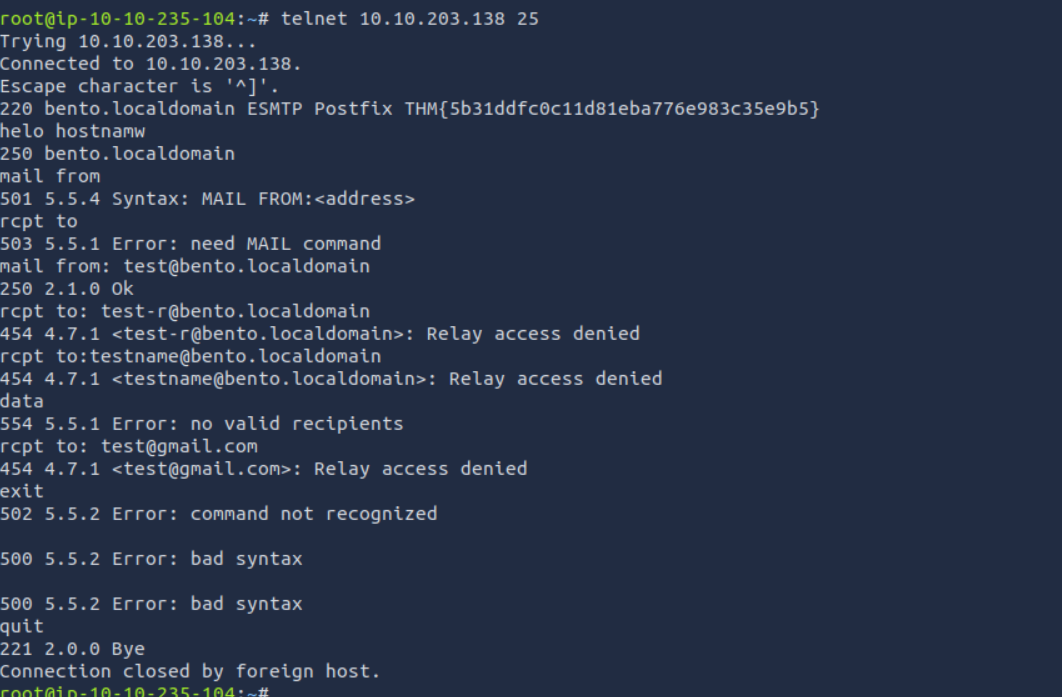 root@ip-10-10-235-104:~# telnet 10.10.203.138 25
Trying 10.10.203.138...
Connected to 10.10.203.138.
Escape character is '^]'.
220 bento.localdomain ESMTP Postfix THM{5b31ddfc0c11d81eba776e983c35e9b5}
helo hostnamw
250 bento.localdomain
mail from
501 5.5.4 Syntax: MAIL FROM:<address>
rcpt to
503 5.5.1 Error: need MAIL command
mail from: test@bento.localdomain
250 2.1.0 Ok
rcpt to: test-r@bento.localdomain
454 4.7.1 <test-r@bento.localdomain>: Relay access denied
rcpt to:testname@bento.localdomain
454 4.7.1 <testname@bento.localdomain>: Relay access denied
data
554 5.5.1 Error: no valid recipients
rcpt to: test@gmail.com
454 4.7.1 <test@gmail.com>: Relay access denied
exit
502 5.5.2 Error: command not recognized
500 5.5.2 Error: bad syntax
500 5.5.2 Error: bad syntax
quit
221 2.0.0 Bye
Connection closed by foreign host.
root@ip-10-10-235-104:~#